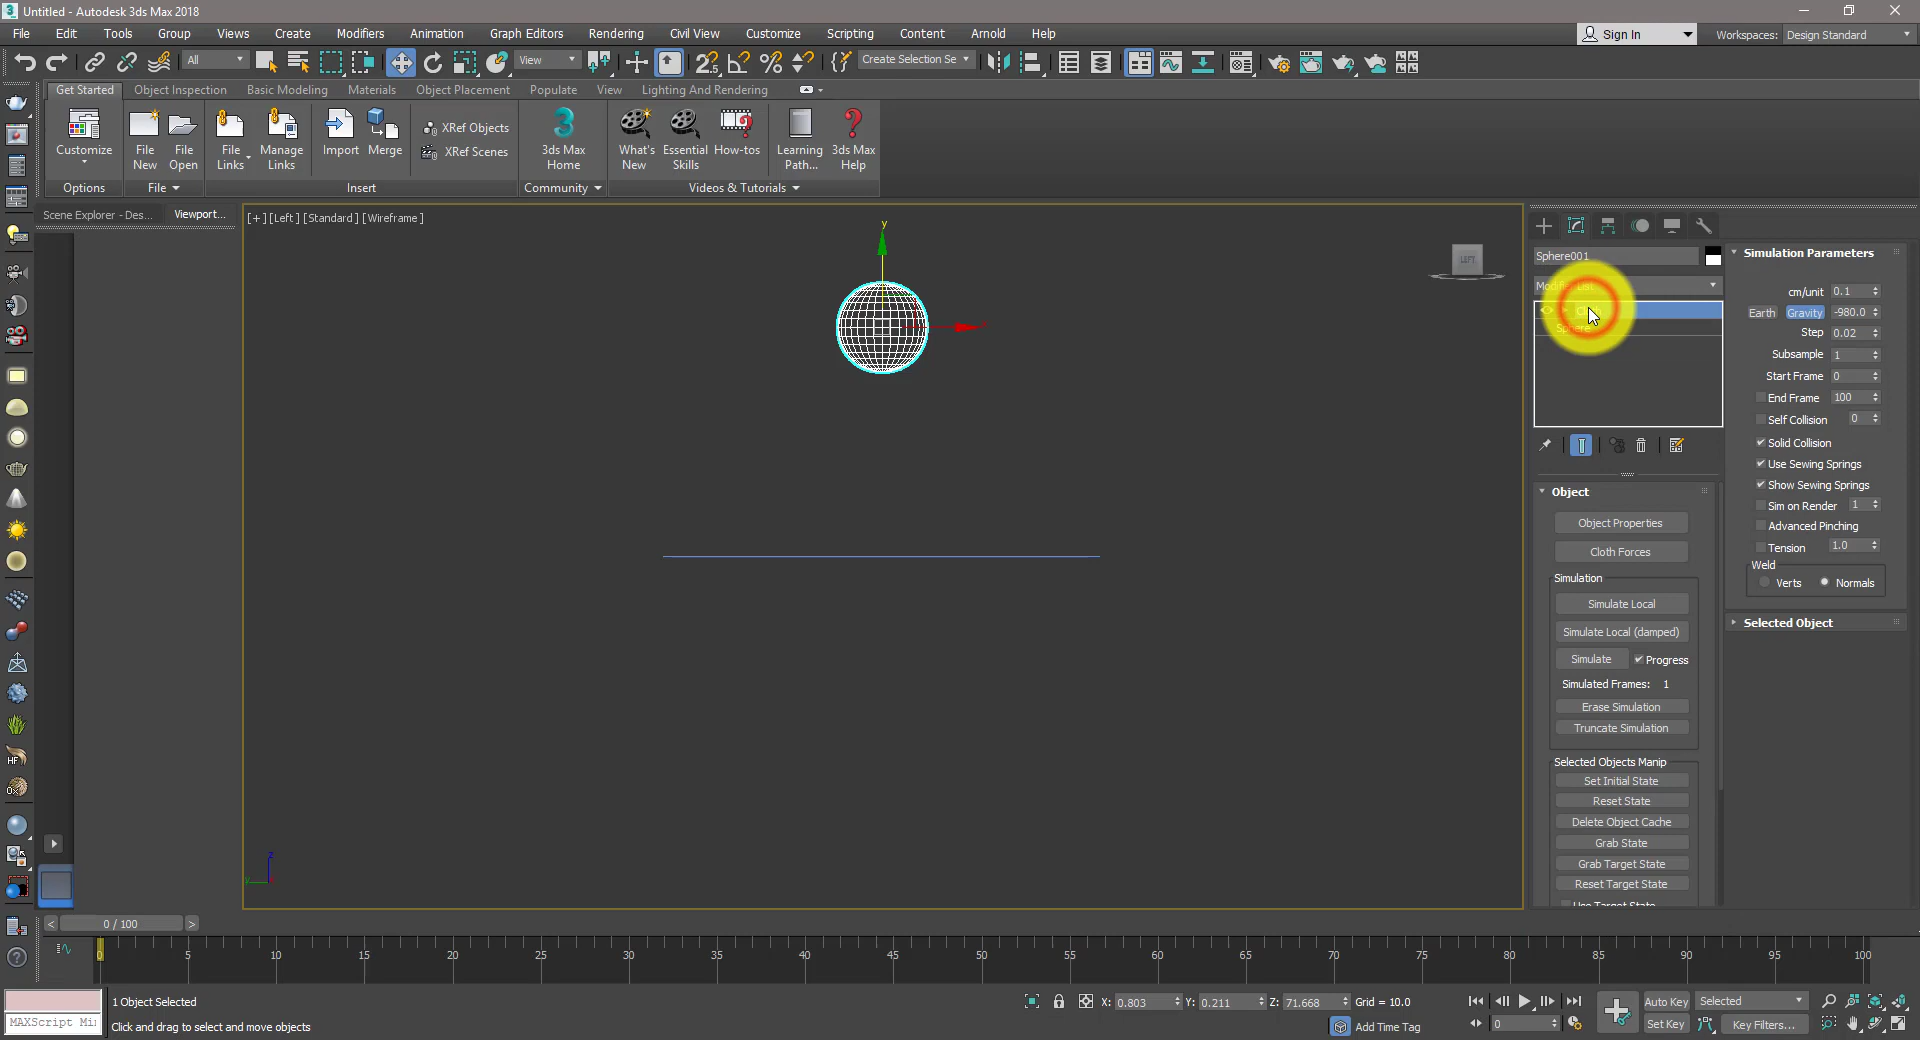 3 Untitled - Autodesk 3ds Max 2018
File Edit Tools Group Views Create Modifiers Animation Graph Editors Rendering Civil View Customize Scripting Content Arnold Help
Sign In
Workspaces: Design Standard
All
View
Create Selection Se
Get Started Object Inspection Basic Modeling Materials Object Placement Populate View Lighting And Rendering
Customize
File New
File Open
File Links
Manage Links
Import
Merge
XRef Objects
XRef Scenes
3ds Max Home
What's New
Essential Skills
How-tos
Learning Path...
3ds Max Help
Options File Insert Community Videos & Tutorials
Scene Explorer - Des... Viewport...
[+] [Left] [Standard] [Wireframe]
y
LEFT
z
y
Sphere001
Sphere
Object
Object Properties
Cloth Forces
Simulation
Simulate Local
Simulate Local (damped)
Simulate Progress
Simulated Frames: 1
Erase Simulation
Truncate Simulation
Selected Objects Manip
Set Initial State
Reset State
Delete Object Cache
Grab State
Grab Target State
Reset Target State
Use Target State
Simulation Parameters
cm/unit 0.1
Earth Gravity -980.0
Step 0.02
Subsample 1
Start Frame 0
End Frame 100
Self Collision 0
Solid Collision
Use Sewing Springs
Show Sewing Springs
Sim on Render 1
Advanced Pinching
Tension 1.0
Weld
Verts Normals
Selected Object
< 0 / 100 >
0 5 10 15 20 25 30 35 40 45 50 55 60 65 70 75 80 85 90 95 100
1 Object Selected
X: 0.803 Y: 0.211 Z: 71.668 Grid = 10.0
Auto Key Selected
MAXScript Mi
Click and drag to select and move objects
Add Time Tag
0
Set Key Key Filters...